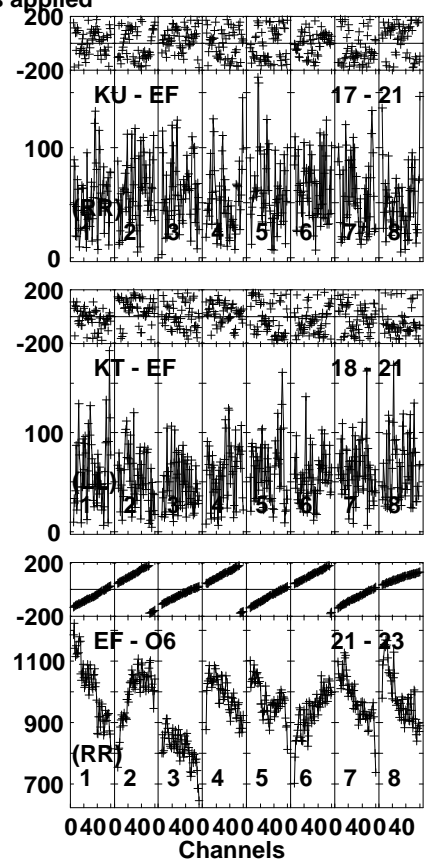 s applied
200
-200
KU - EF 17 - 21
100
(RR)
1 2 3 4 5 6 7 8
0
200
-200
KT - EF 18 - 21
100
(LL)
1 2 3 4 5 6 7 8
0
200
-200
EF - O6 21 - 23
1100
900
(RR)
1 2 3 4 5 6 7 8
700
0 40 0 40 0 40 0 40 0 40 0 40 0 40 0 40
Channels